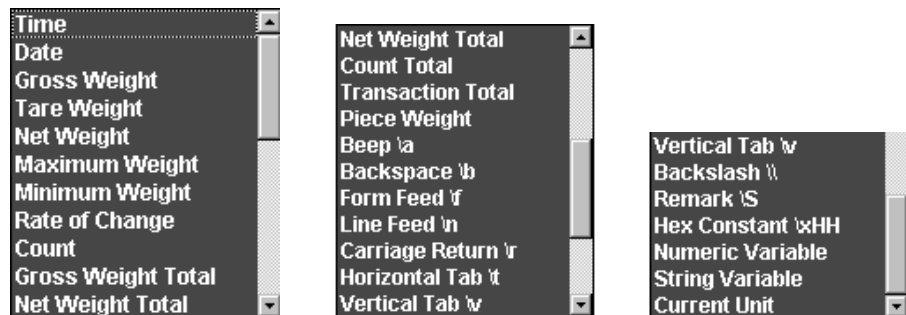 Time
Date
Gross Weight
Tare Weight
Net Weight
Maximum Weight
Minimum Weight
Rate of Change
Count
Gross Weight Total
Net Weight Total
Net Weight Total
Count Total
Transaction Total
Piece Weight
Beep \a
Backspace \b
Form Feed \f
Line Feed \n
Carriage Return \r
Horizontal Tab \t
Vertical Tab \v
Vertical Tab \v
Backslash \\
Remark \S
Hex Constant \xHH
Numeric Variable
String Variable
Current Unit